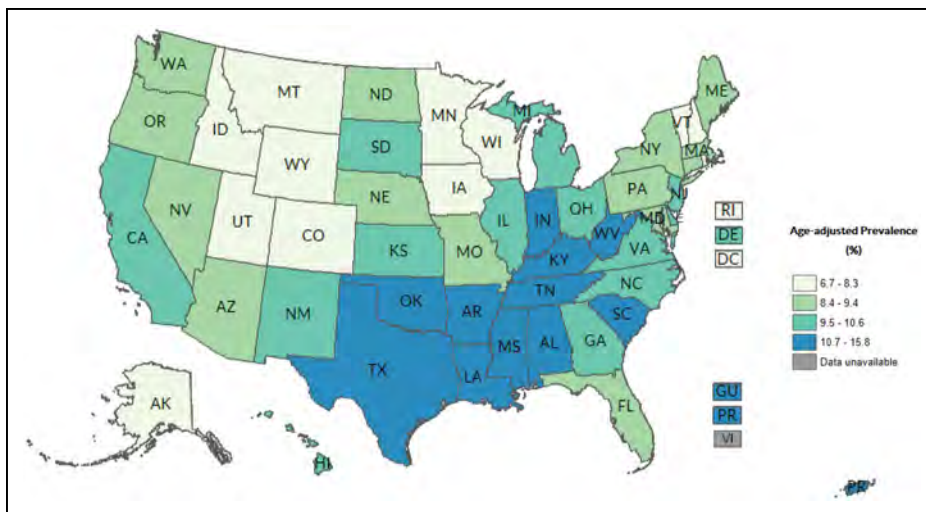 WA
MT
ND
MN
ME
OR
ID
WI
MI
VT
SD
NY
MA
WY
IA
NE
PA
NJ
RI
NV
UT
IL
IN
OH
MD
DE
CA
CO
WV
DC
KS
MO
KY
VA
TN
NC
AZ
NM
OK
AR
SC
MS
AL
GA
TX
LA
FL
AK
HI
GU
PR
VI
PR
Age-adjusted Prevalence
(%)
6.7 - 8.3
8.4 - 9.4
9.5 - 10.6
10.7 - 15.8
Data unavailable